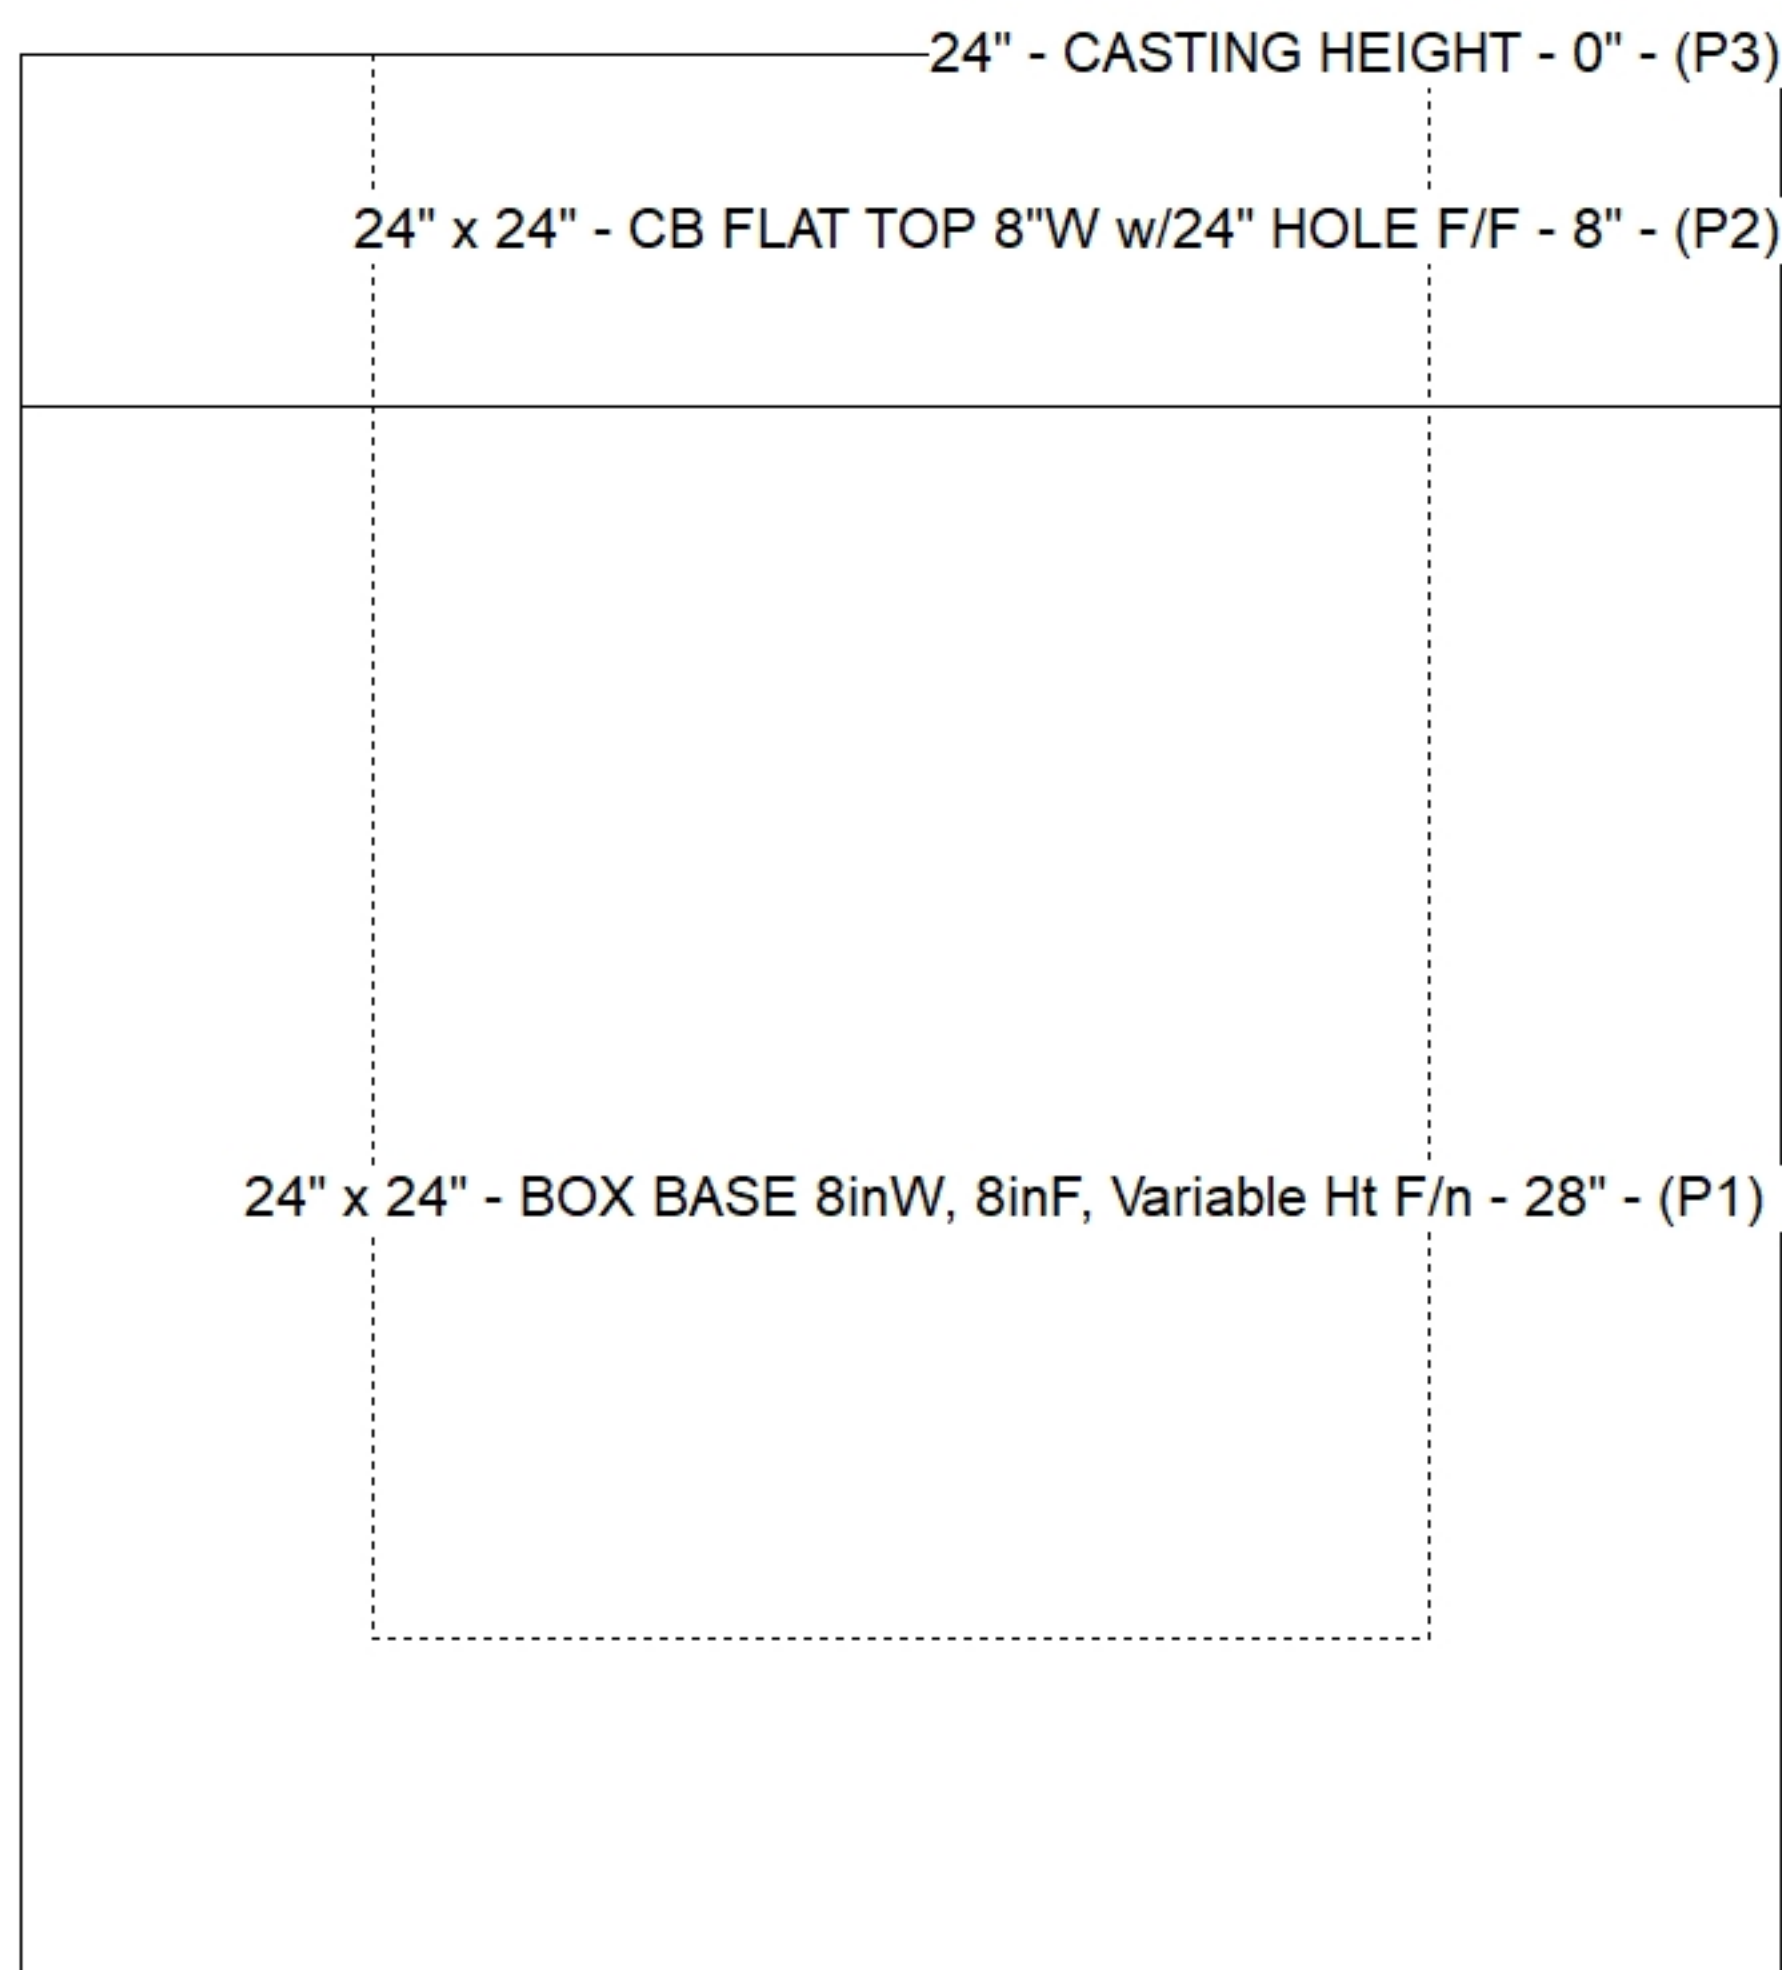 24" - CASTING HEIGHT - 0" - (P3)
24" x 24" - CB FLAT TOP 8"W w/24" HOLE F/F - 8" - (P2)
24" x 24" - BOX BASE 8inW, 8inF, Variable Ht F/n - 28" - (P1)